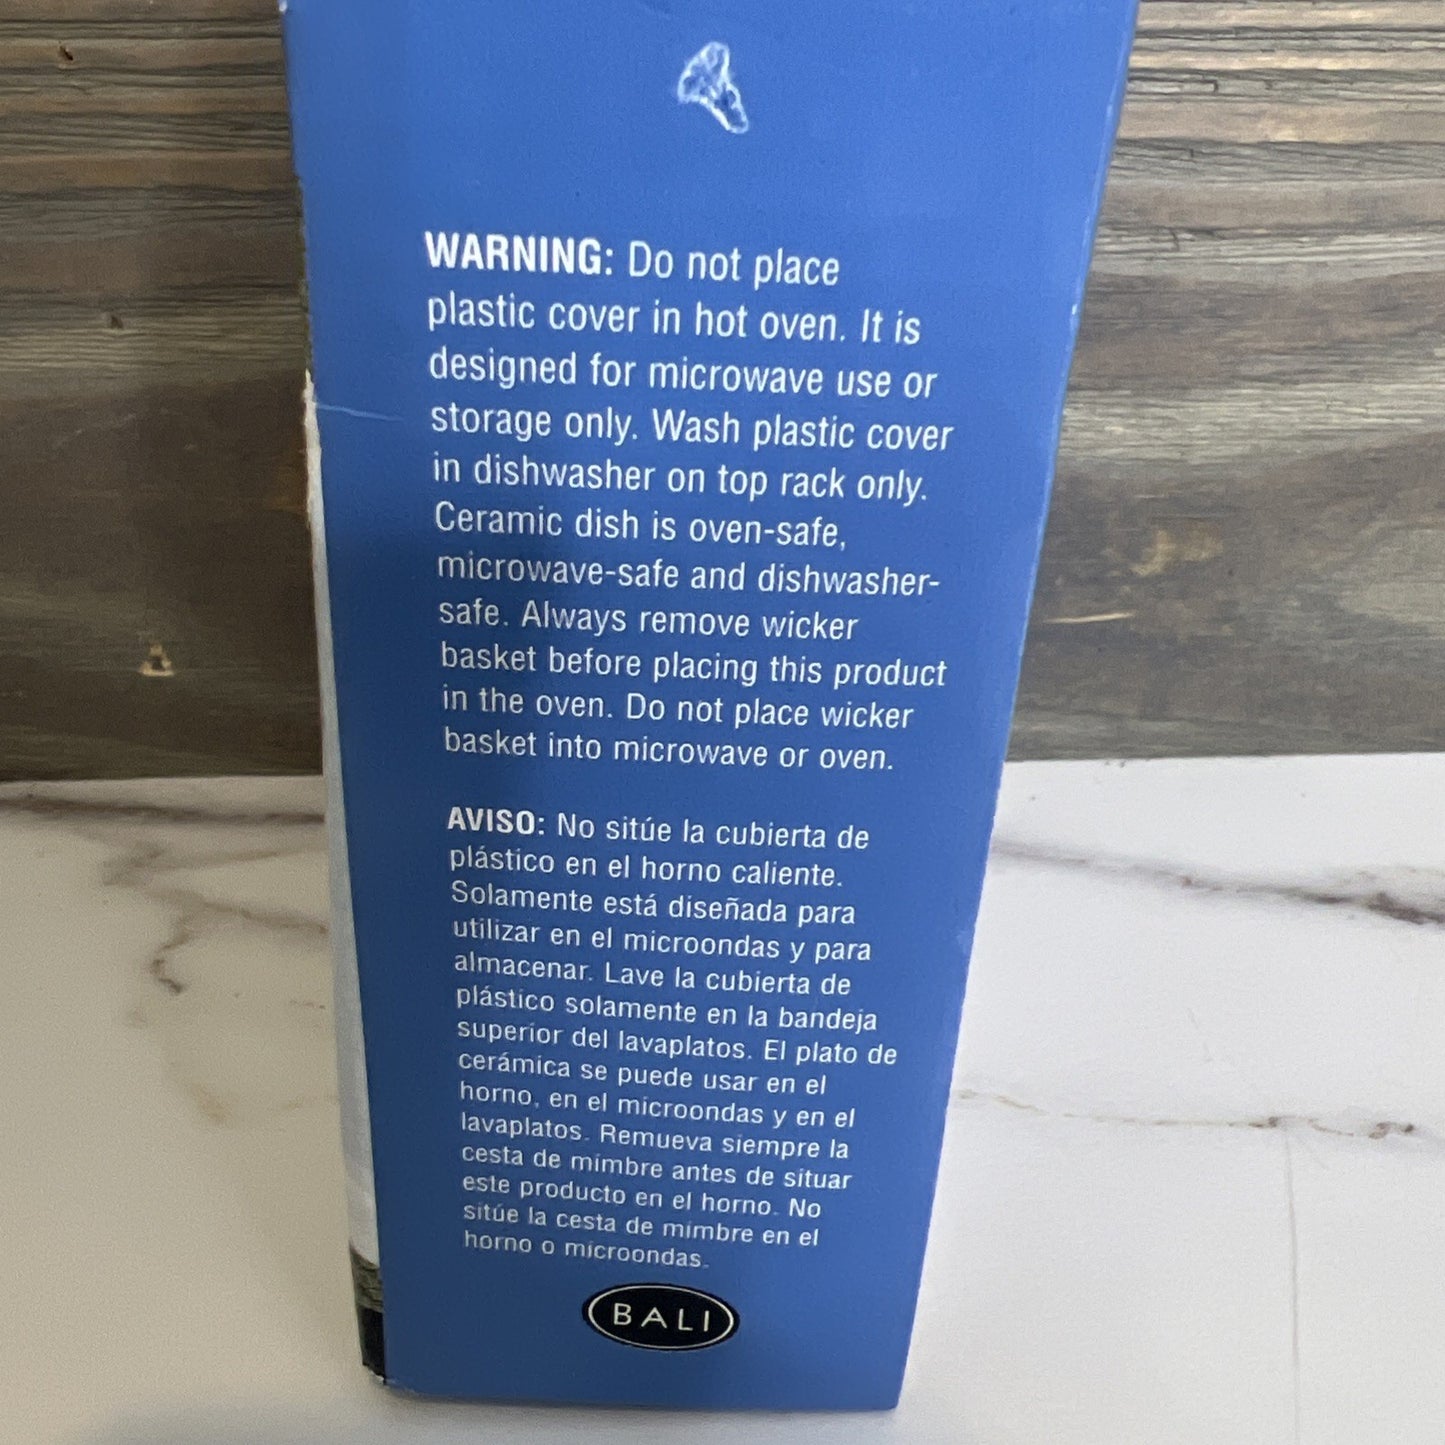 WARNING: Do not place
plastic cover in hot oven. It is
designed for microwave use or
storage only. Wash plastic cover
in dishwasher on top rack only.
Ceramic dish is oven-safe,
microwave-safe and dishwasher-
safe. Always remove wicker
basket before placing this product
in the oven. Do not place wicker
basket into microwave or oven.
AVISO: No sitúe la cubierta de
plástico en el horno caliente.
Solamente está diseñada para
utilizar en el microondas y para
almacenar. Lave la cubierta de
plástico solamente en la bandeja
superior del lavaplatos. El plato de
cerámica se puede usar en el
horno, en el microondas y en el
lavaplatos. Remueva siempre la
cesta de mimbre antes de situar
este producto en el horno. No
sitúe la cesta de mimbre en el
horno o microondas.
BALI